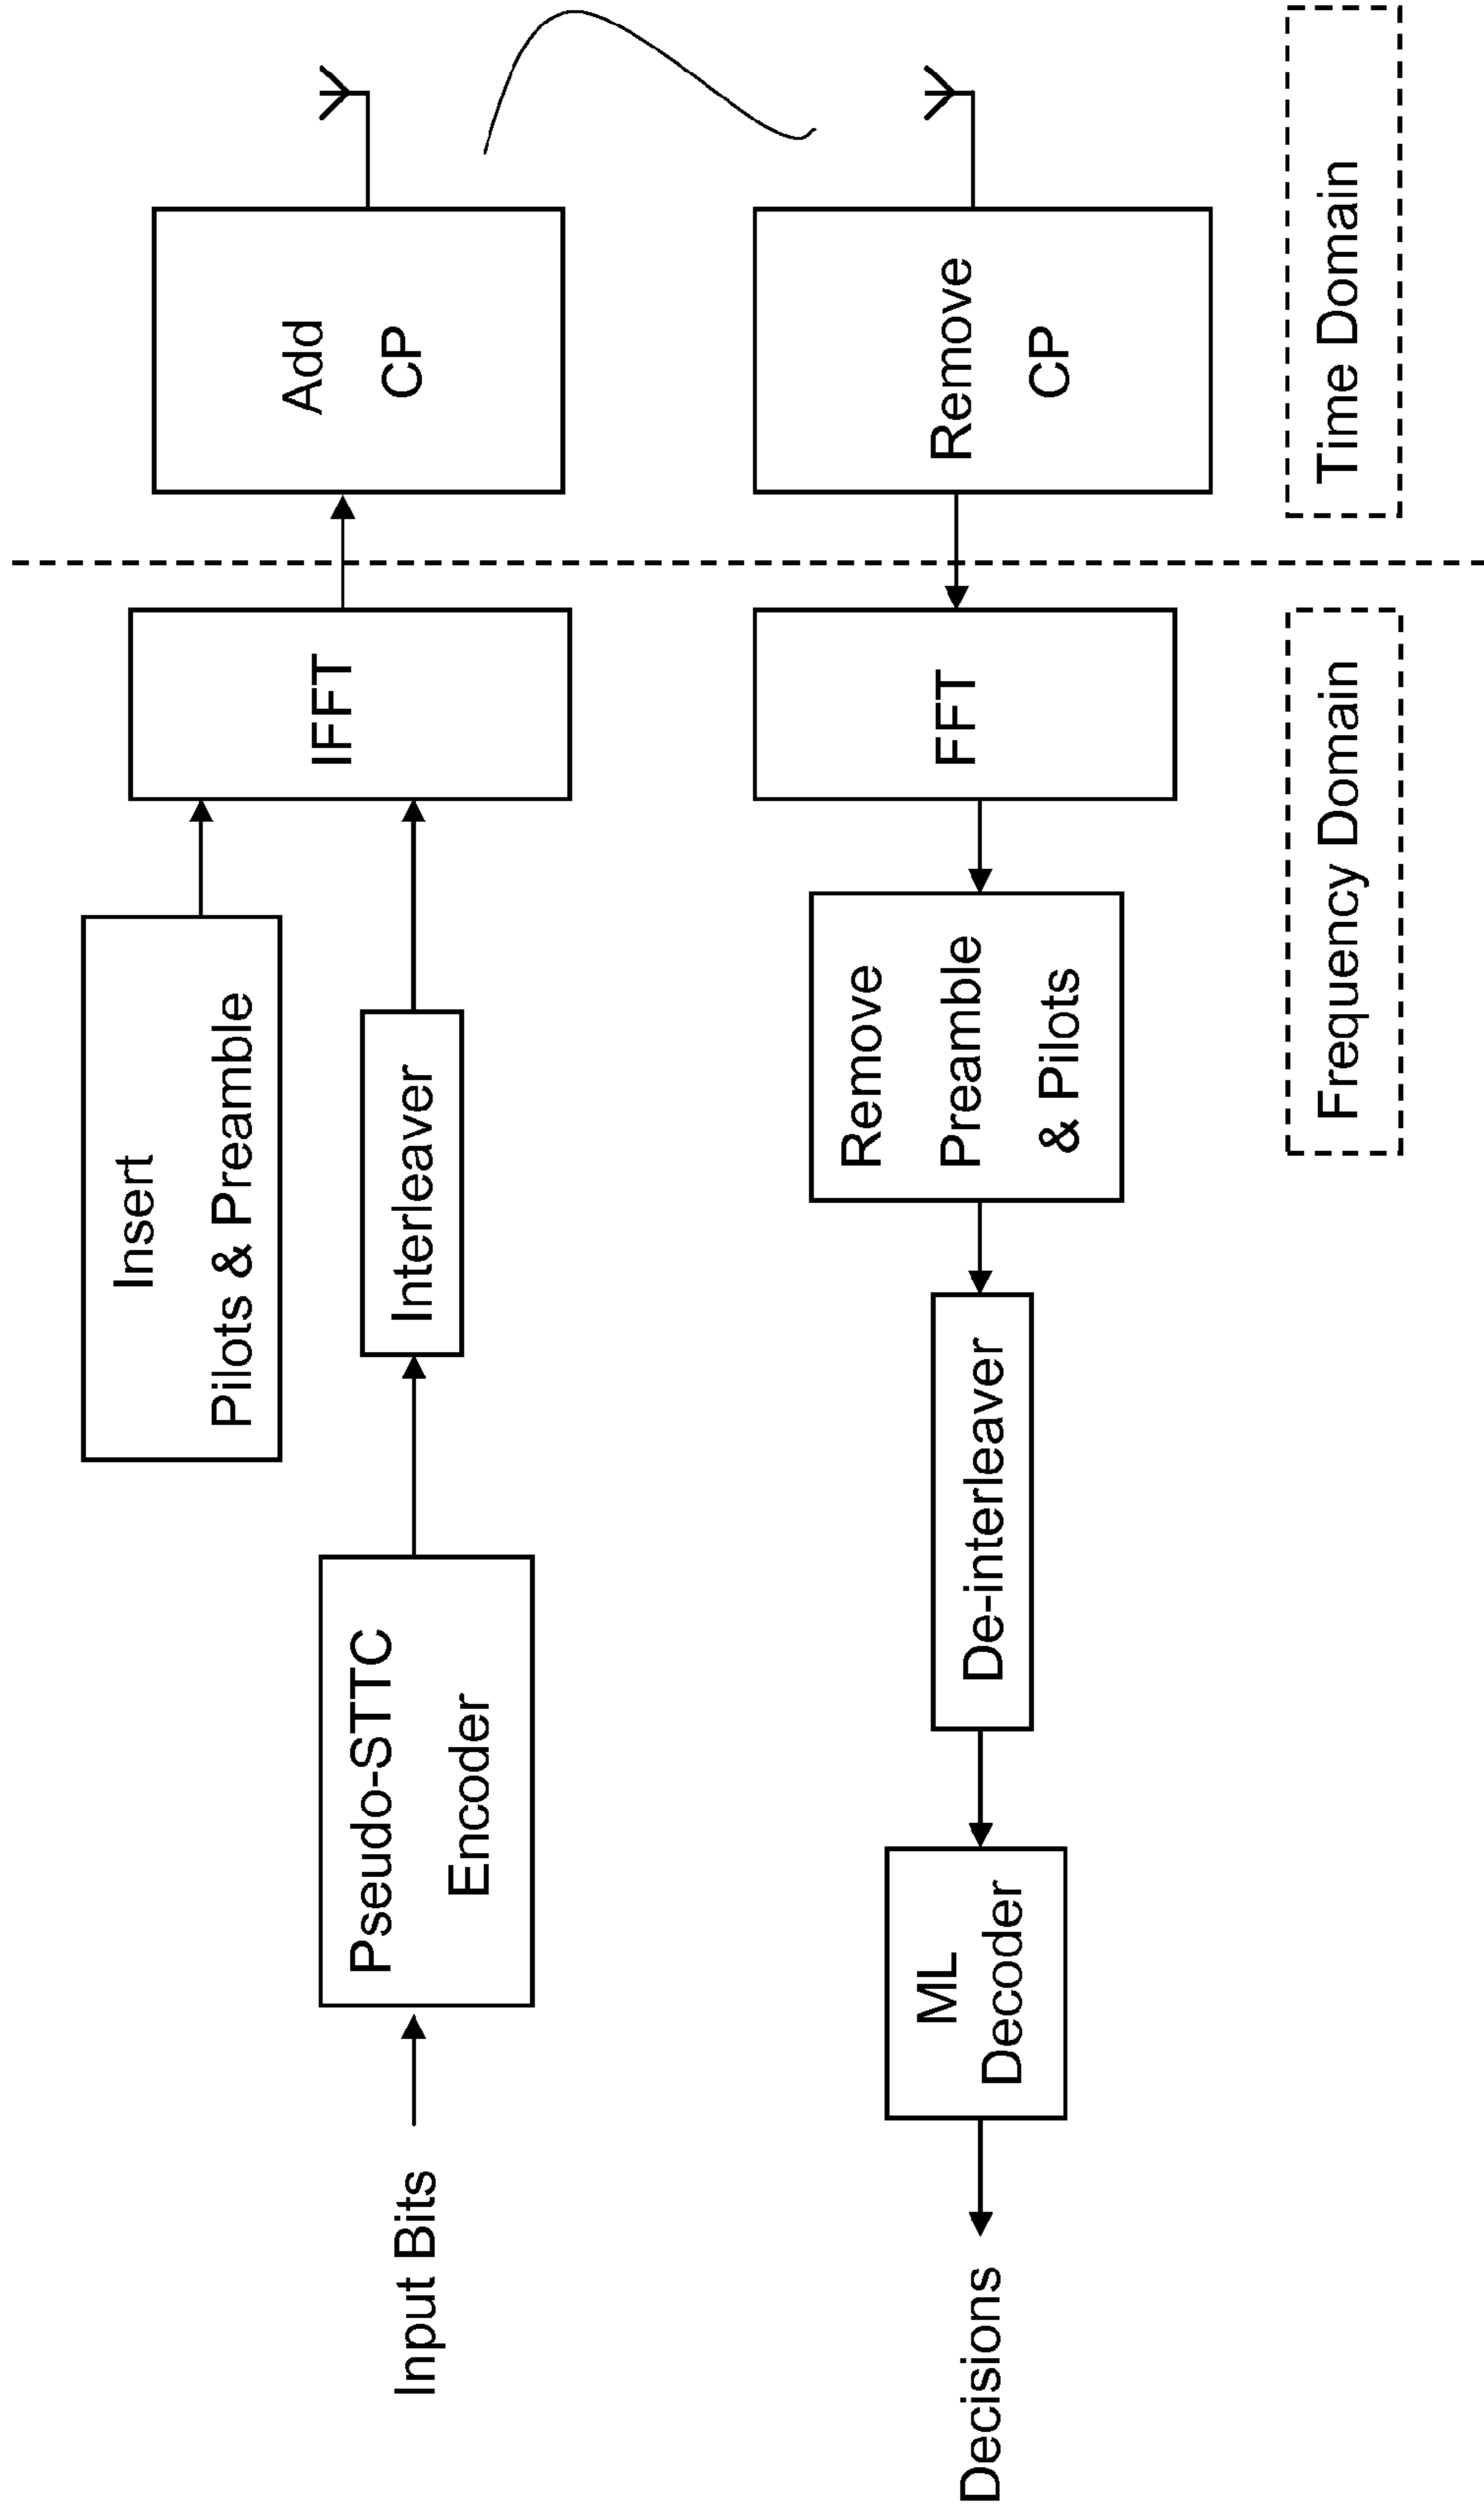 Insert
Pilots & Preamble
Input Bits
Pseudo-STTC
Encoder
Interleaver
IFFT
Add
CP
Decisions
ML
Decoder
De-interleaver
Remove
Preamble
& Pilots
FFT
Remove
CP
Frequency Domain
Time Domain